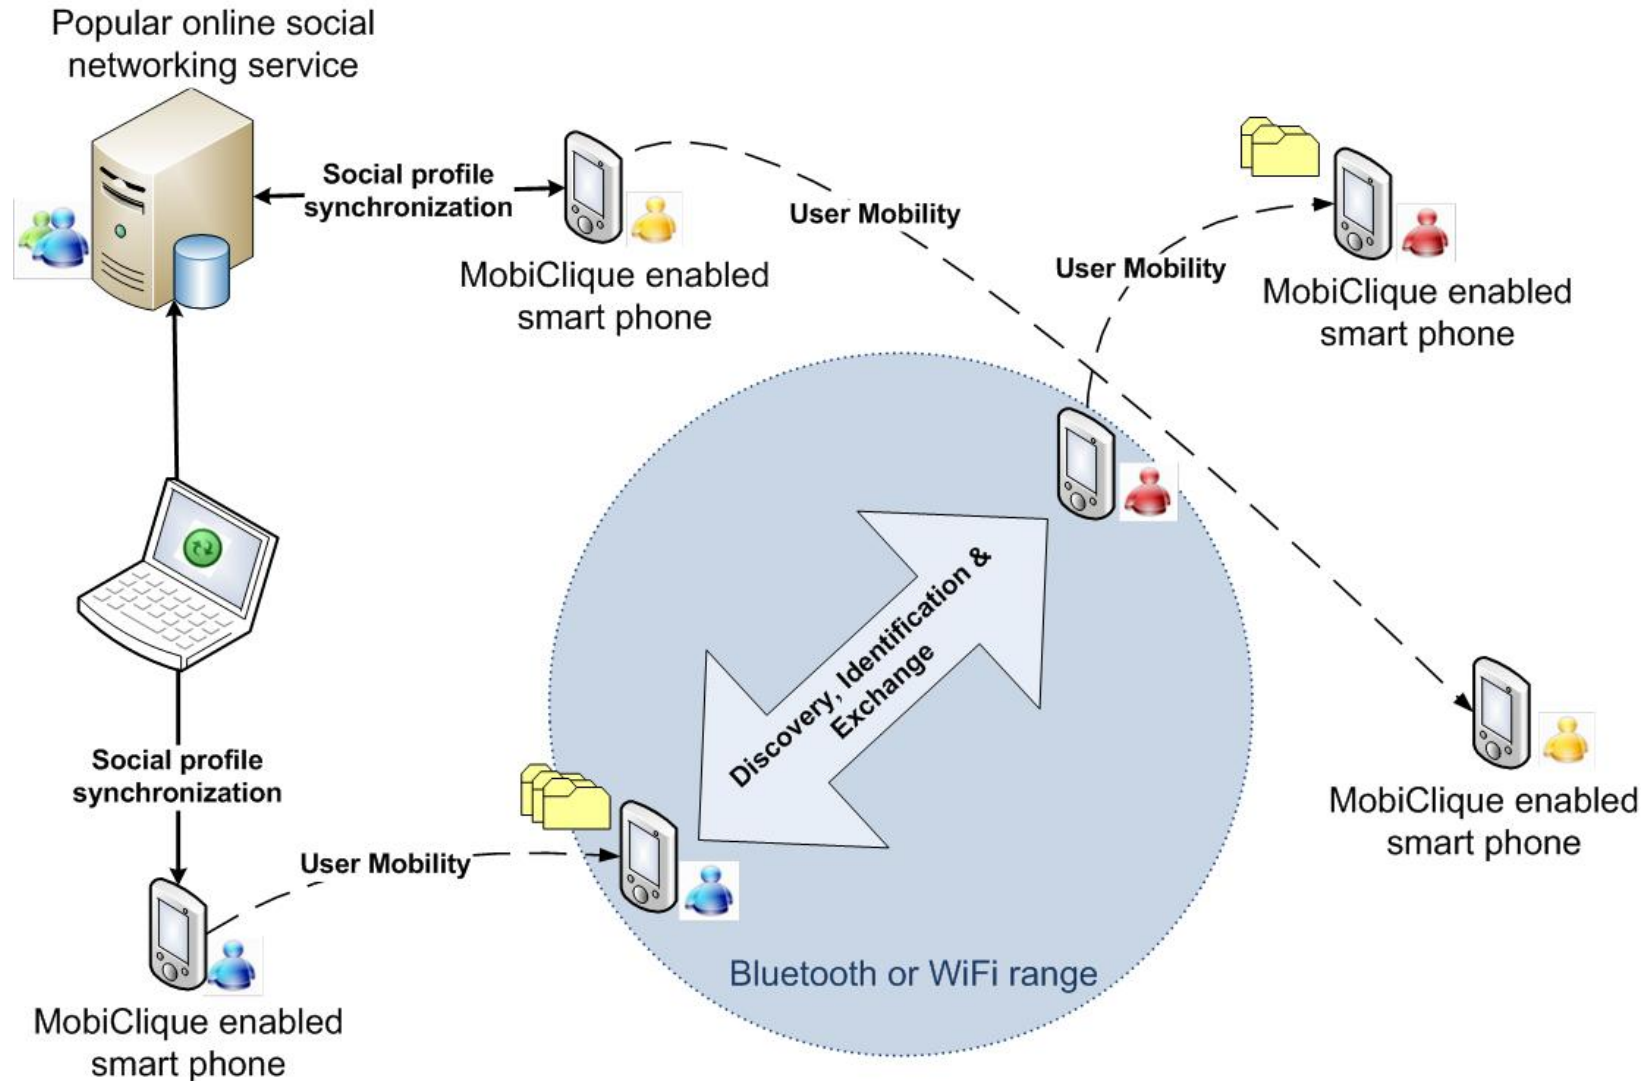 Popular online social
networking service
Social profile
synchronization
MobiClique enabled
smart phone
User Mobility
User Mobility
MobiClique enabled
smart phone
Discovery, Identification &
Exchange
Social profile
synchronization
User Mobility
MobiClique enabled
smart phone
Bluetooth or WiFi range
MobiClique enabled
smart phone